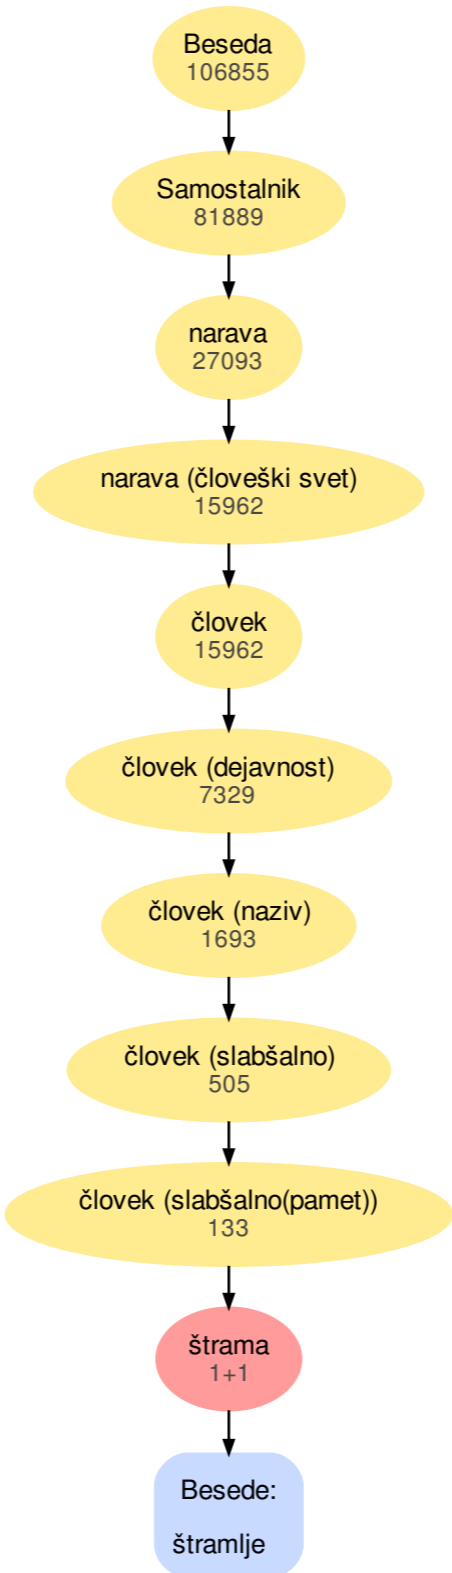 Beseda
106855
Samostalnik
81889
narava
27093
narava (človeški svet)
15962
človek
15962
človek (dejavnost)
7329
človek (naziv)
1693
človek (slabšalno)
505
človek (slabšalno(pamet))
133
štrama
1+1
Besede:
štramlje